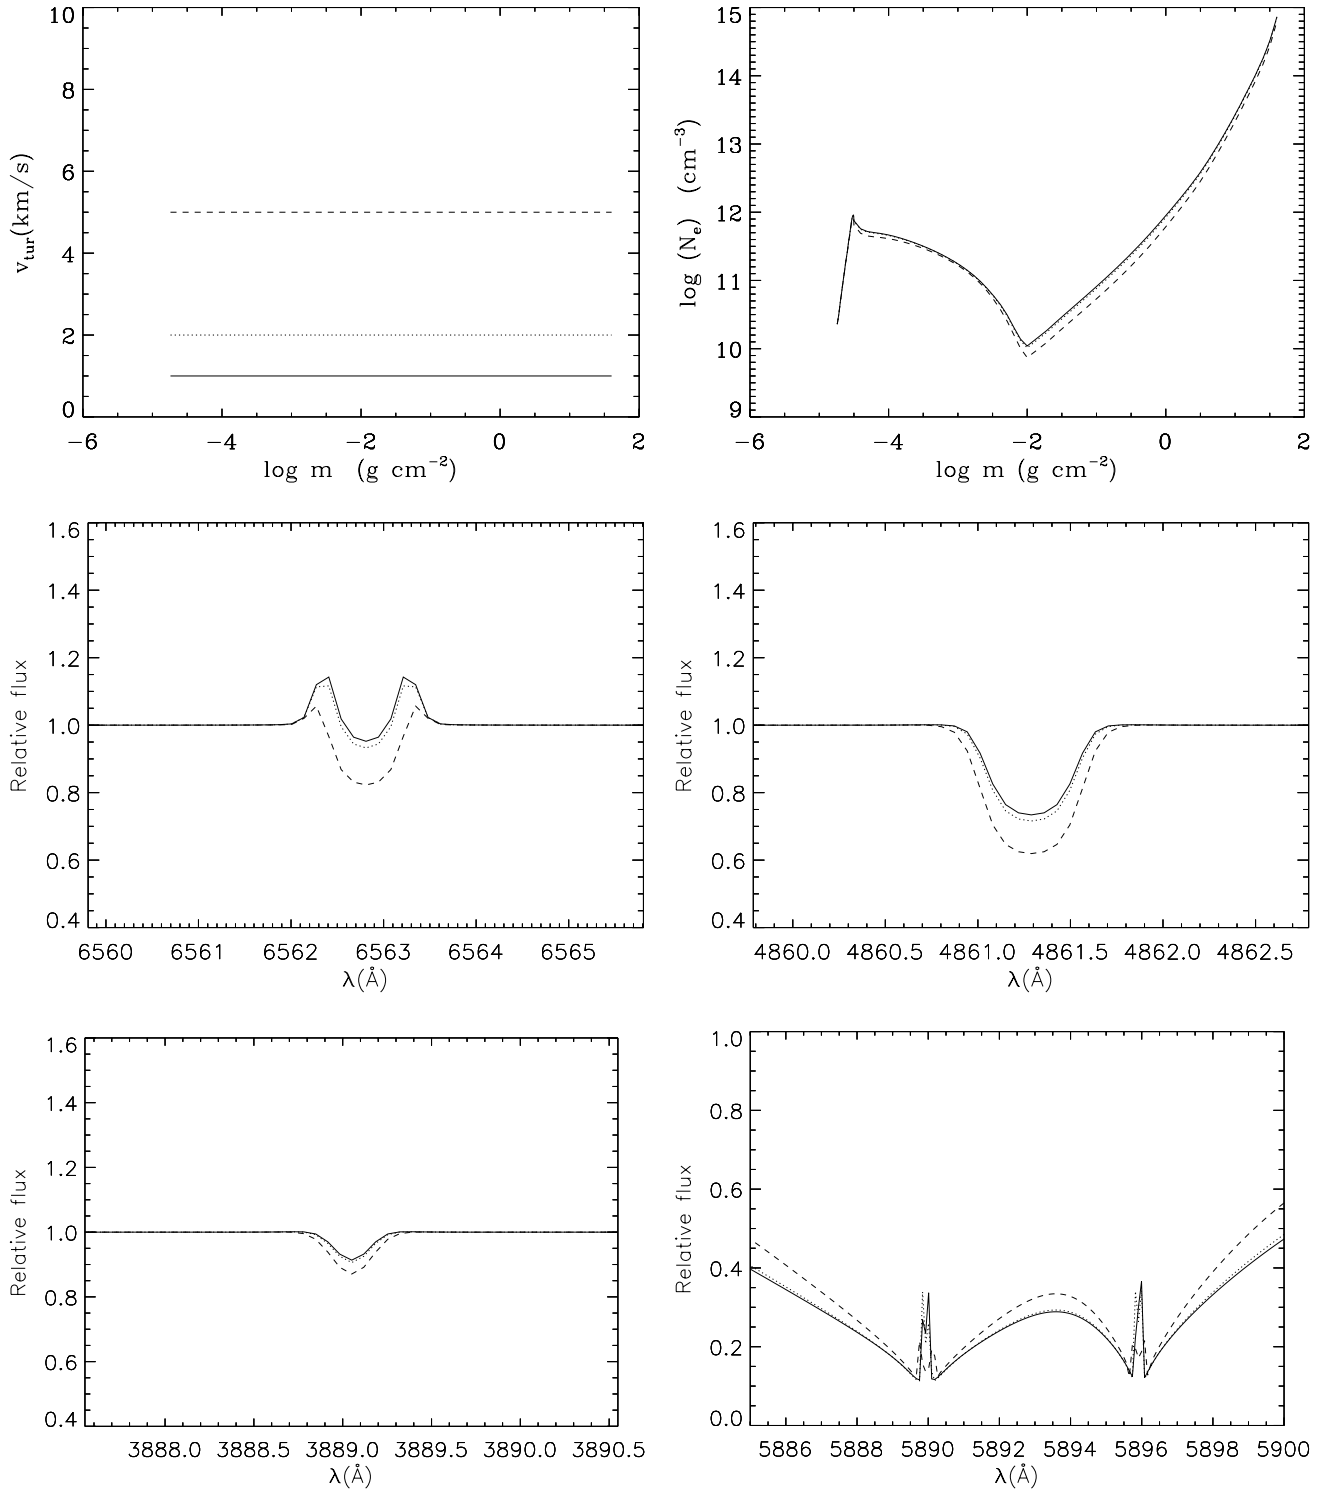 10
8
6
4
2
0
v_tur(km/s)
−6 −4 −2 0 2
log m (g cm⁻²)
15
14
13
12
11
10
9
log (N_e) (cm⁻³)
−6 −4 −2 0 2
log m (g cm⁻²)
1.6
1.4
1.2
1.0
0.8
0.6
0.4
Relative flux
6560 6561 6562 6563 6564 6565
λ(Å)
1.6
1.4
1.2
1.0
0.8
0.6
0.4
Relative flux
4860.0 4860.5 4861.0 4861.5 4862.0 4862.5
λ(Å)
1.6
1.4
1.2
1.0
0.8
0.6
0.4
Relative flux
3888.0 3888.5 3889.0 3889.5 3890.0 3890.5
λ(Å)
1.0
0.8
0.6
0.4
0.2
0.0
Relative flux
5886 5888 5890 5892 5894 5896 5898 5900
λ(Å)